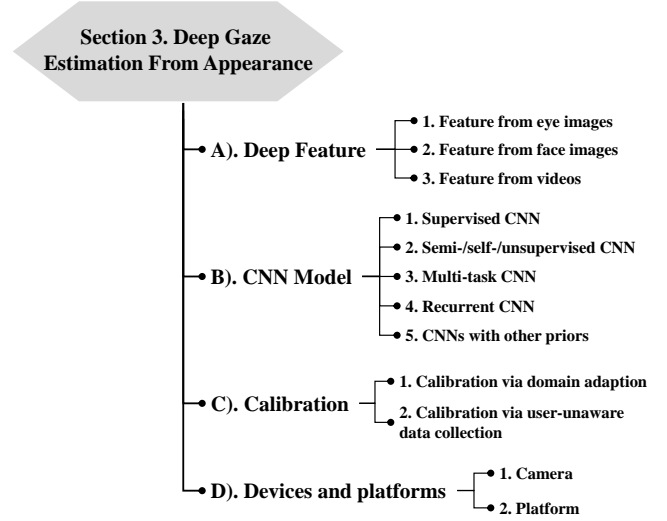 Section 3. Deep Gaze
Estimation From Appearance
A). Deep Feature
1. Feature from eye images
2. Feature from face images
3. Feature from videos
B). CNN Model
1. Supervised CNN
2. Semi-/self-/unsupervised CNN
3. Multi-task CNN
4. Recurrent CNN
5. CNNs with other priors
C). Calibration
1. Calibration via domain adaption
2. Calibration via user-unaware
data collection
D). Devices and platforms
1. Camera
2. Platform